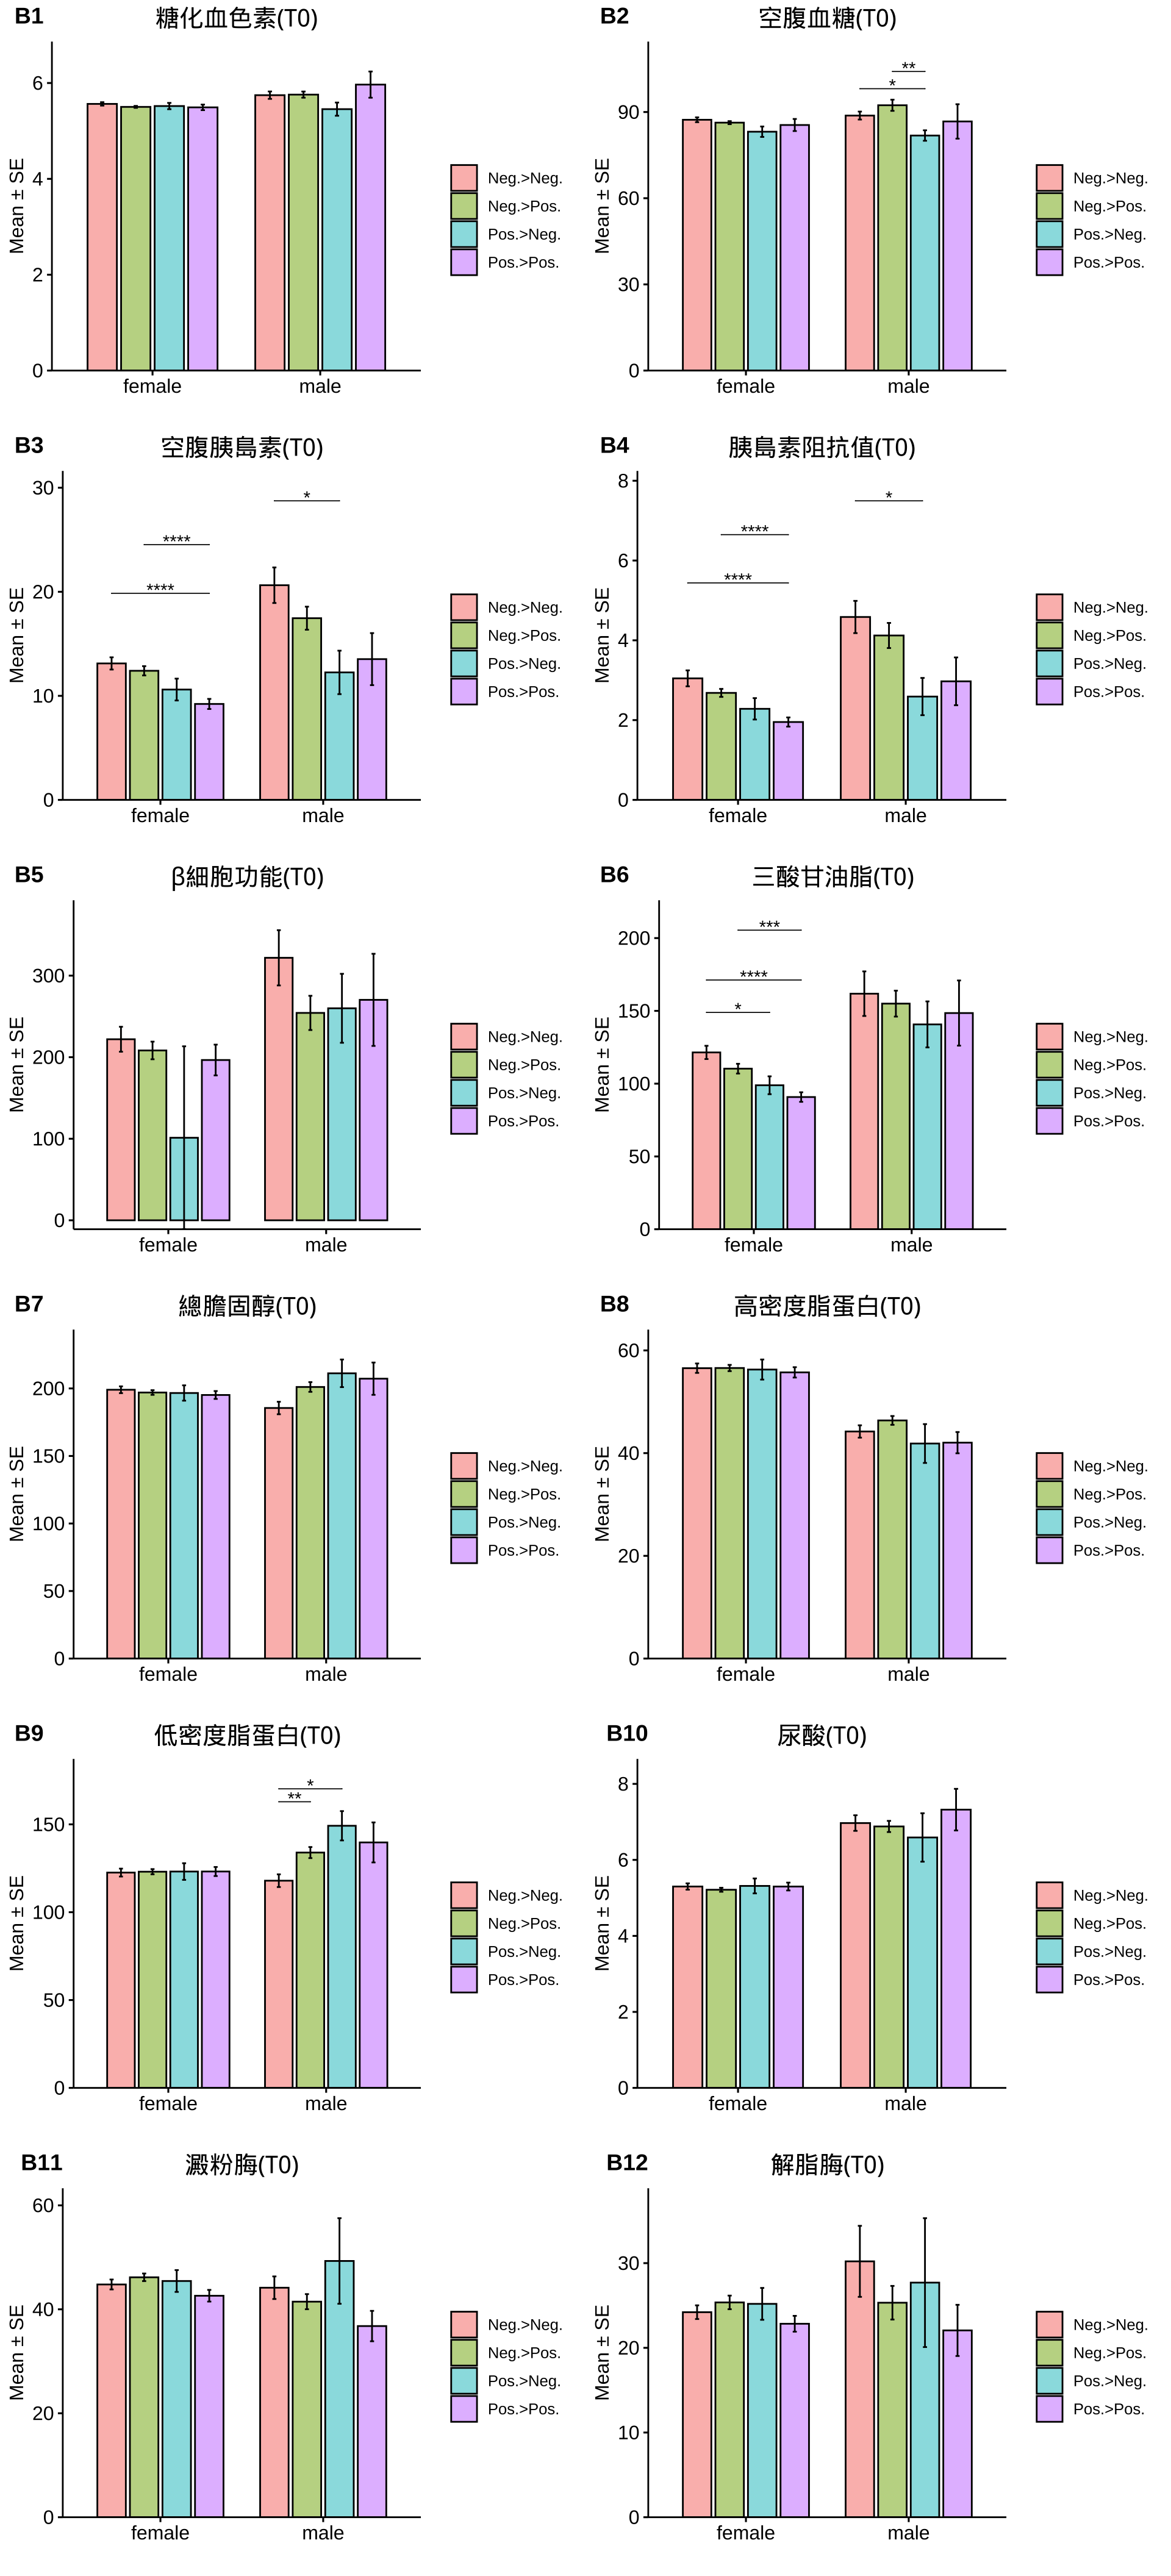 B1
糖化血色素(T0)
Mean ± SE
6
4
2
0
female
male
Neg.>Neg.
Neg.>Pos.
Pos.>Neg.
Pos.>Pos.
B2
空腹血糖(T0)
Mean ± SE
90
60
30
0
**
*
female
male
Neg.>Neg.
Neg.>Pos.
Pos.>Neg.
Pos.>Pos.
B3
空腹胰島素(T0)
Mean ± SE
30
20
10
0
*
****
****
female
male
Neg.>Neg.
Neg.>Pos.
Pos.>Neg.
Pos.>Pos.
B4
胰島素阻抗值(T0)
Mean ± SE
8
6
4
2
0
*
****
****
female
male
Neg.>Neg.
Neg.>Pos.
Pos.>Neg.
Pos.>Pos.
B5
β細胞功能(T0)
Mean ± SE
300
200
100
0
female
male
Neg.>Neg.
Neg.>Pos.
Pos.>Neg.
Pos.>Pos.
B6
三酸甘油脂(T0)
Mean ± SE
200
150
100
50
0
***
****
*
female
male
Neg.>Neg.
Neg.>Pos.
Pos.>Neg.
Pos.>Pos.
B7
總膽固醇(T0)
Mean ± SE
200
150
100
50
0
female
male
Neg.>Neg.
Neg.>Pos.
Pos.>Neg.
Pos.>Pos.
B8
高密度脂蛋白(T0)
Mean ± SE
60
40
20
0
female
male
Neg.>Neg.
Neg.>Pos.
Pos.>Neg.
Pos.>Pos.
B9
低密度脂蛋白(T0)
Mean ± SE
150
100
50
0
*
**
female
male
Neg.>Neg.
Neg.>Pos.
Pos.>Neg.
Pos.>Pos.
B10
尿酸(T0)
Mean ± SE
8
6
4
2
0
female
male
Neg.>Neg.
Neg.>Pos.
Pos.>Neg.
Pos.>Pos.
B11
澱粉脢(T0)
Mean ± SE
60
40
20
0
female
male
Neg.>Neg.
Neg.>Pos.
Pos.>Neg.
Pos.>Pos.
B12
解脂脢(T0)
Mean ± SE
30
20
10
0
female
male
Neg.>Neg.
Neg.>Pos.
Pos.>Neg.
Pos.>Pos.